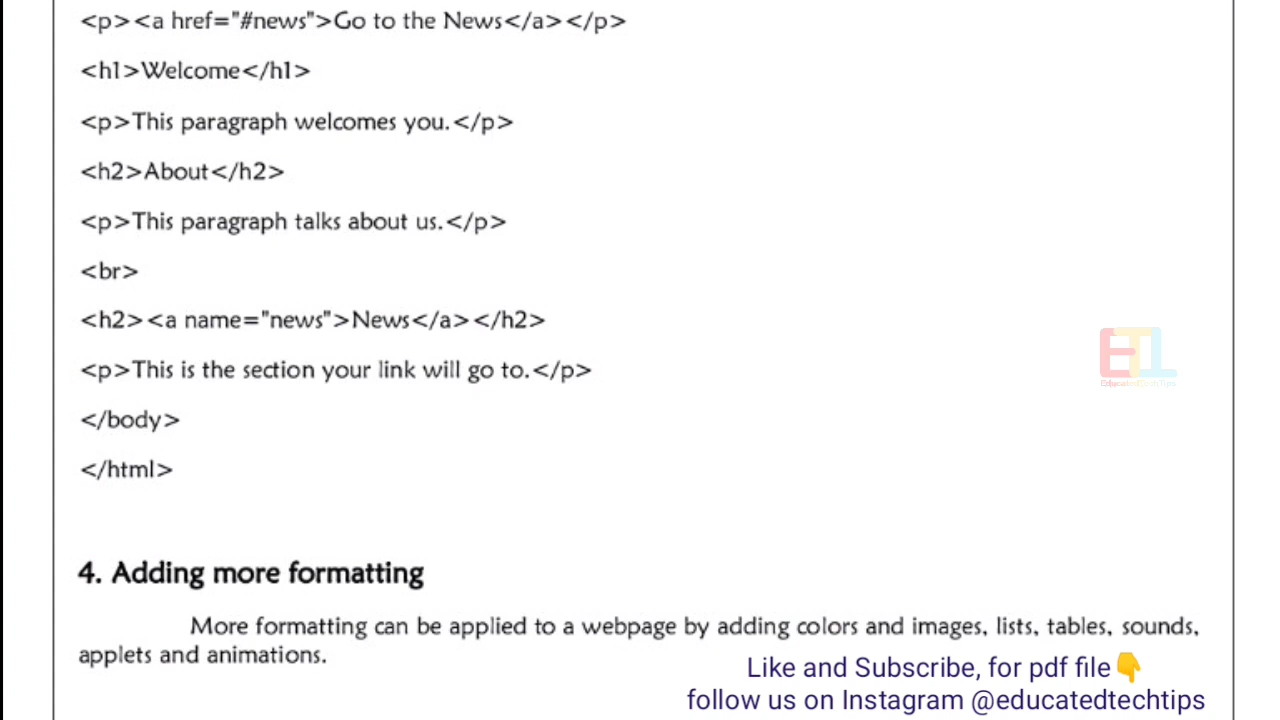 <p><a href="#news">Go to the News</a></p>
<h1>Welcome</h1>
<p>This paragraph welcomes you.</p>
<h2>About</h2>
<p>This paragraph talks about us.</p>
<br>
<h2><a name="news">News</a></h2>
<p>This is the section your link will go to.</p>
ETL
EducatedTechTips
</body>
</html>
4. Adding more formatting
More formatting can be applied to a webpage by adding colors and images, lists, tables, sounds,
applets and animations.
Like and Subscribe, for pdf file👇
follow us on Instagram @educatedtechtips